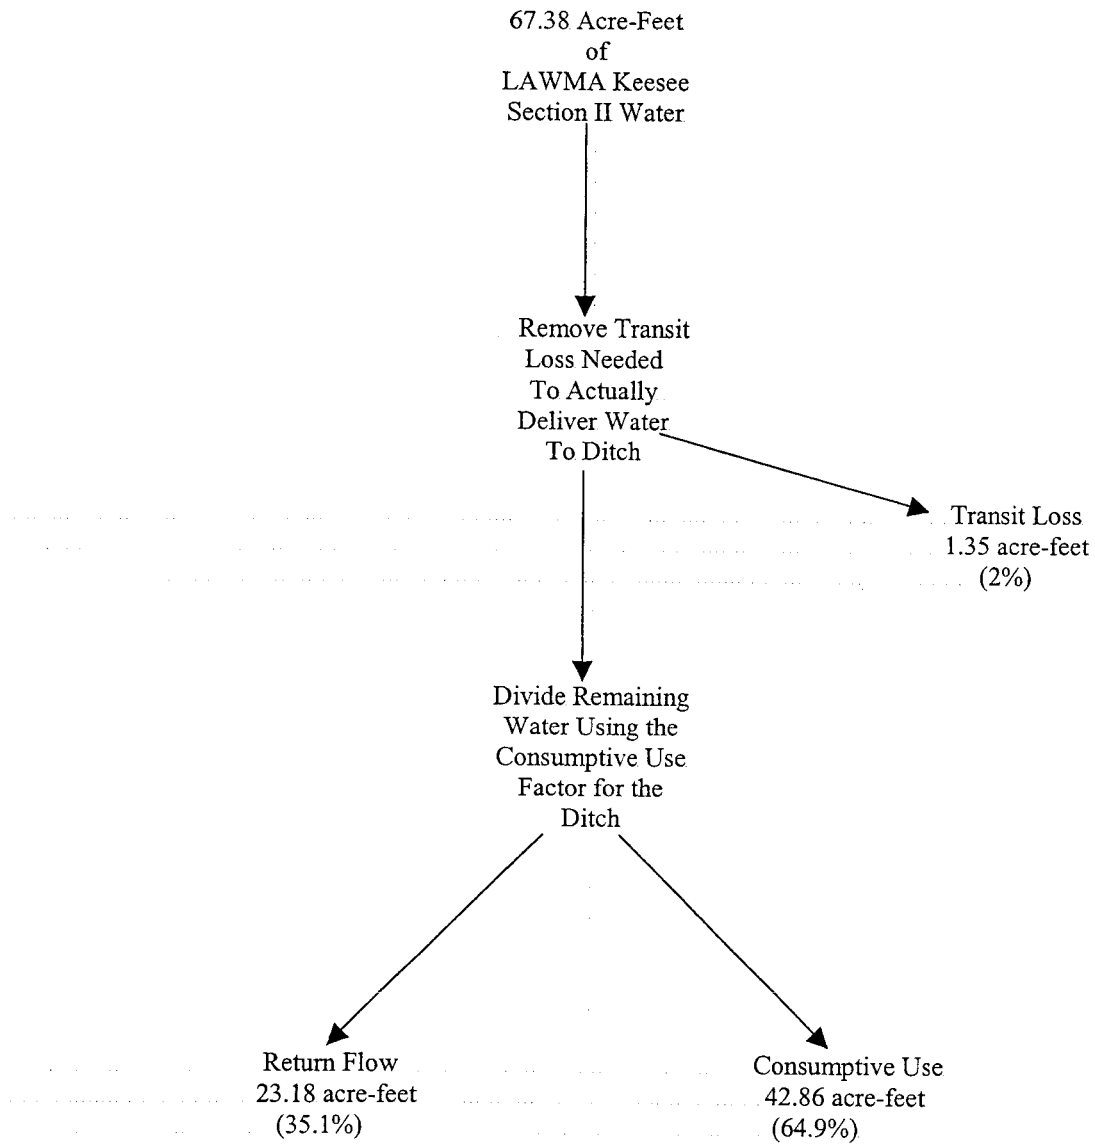 67.38 Acre-Feet
of
LAWMA Keesee
Section II Water
Remove Transit
Loss Needed
To Actually
Deliver Water
To Ditch
Transit Loss
1.35 acre-feet
(2%)
Divide Remaining
Water Using the
Consumptive Use
Factor for the
Ditch
Return Flow
23.18 acre-feet
(35.1%)
Consumptive Use
42.86 acre-feet
(64.9%)